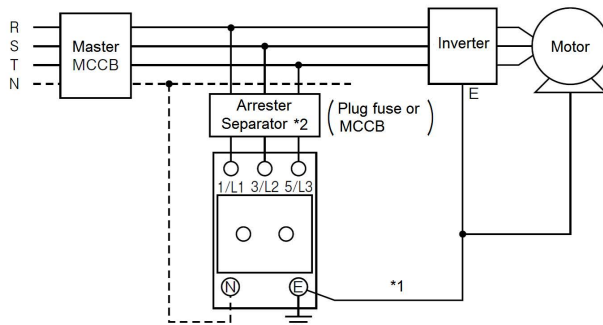 R
S
T
N
Master
MCCB
Inverter
Motor
E
Arrester
Separator *2
(Plug fuse or
MCCB)
1/L1 3/L2 5/L3
N
E
*1